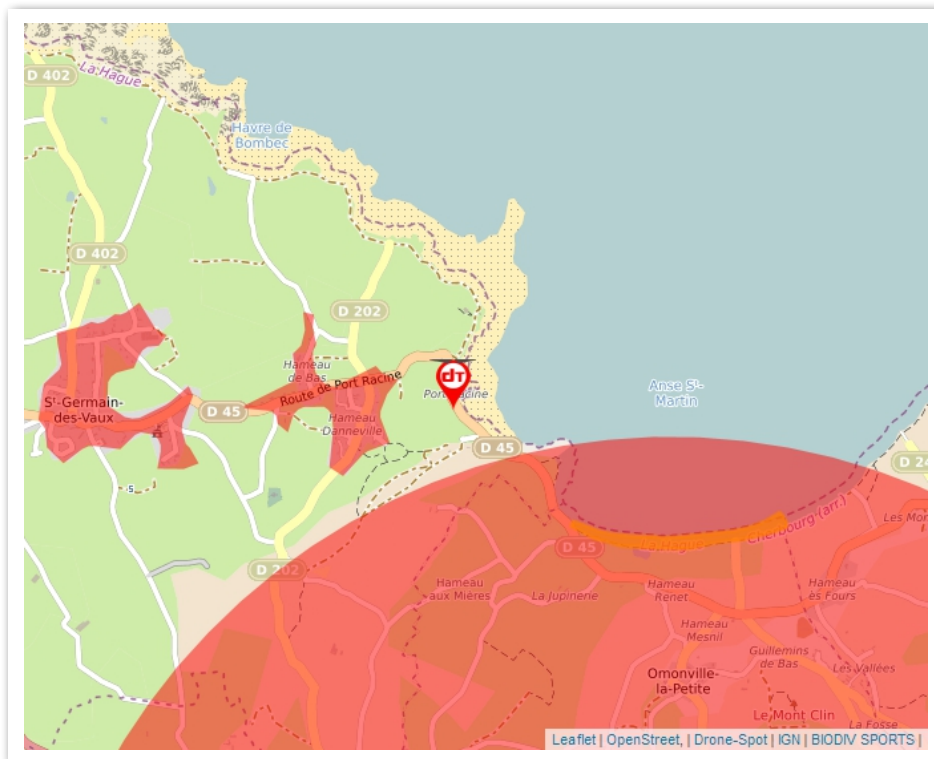 D 402
La Hague
Havre de
Bombec
D 402
D 202
Hameau
de Bas
Route de Port Racine
St-Germain-
des-Vaux
D 45
Hameau
Danneville
DT
Port Racine
Anse St-
Martin
D 45
D 24
5
La Hague
Cherbourg (arr.)
Les Mon
D 45
D 202
Hameau
aux Mières
La Jupinerie
Hameau
Renet
Hameau
ès Fours
Hameau
Mesnil
Guillemins
de Bas
Les Vallées
Omonville-
la-Petite
Le Mont Clin
La Fosse
Leaflet | OpenStreet, | Drone-Spot | IGN | BIODIV SPORTS |